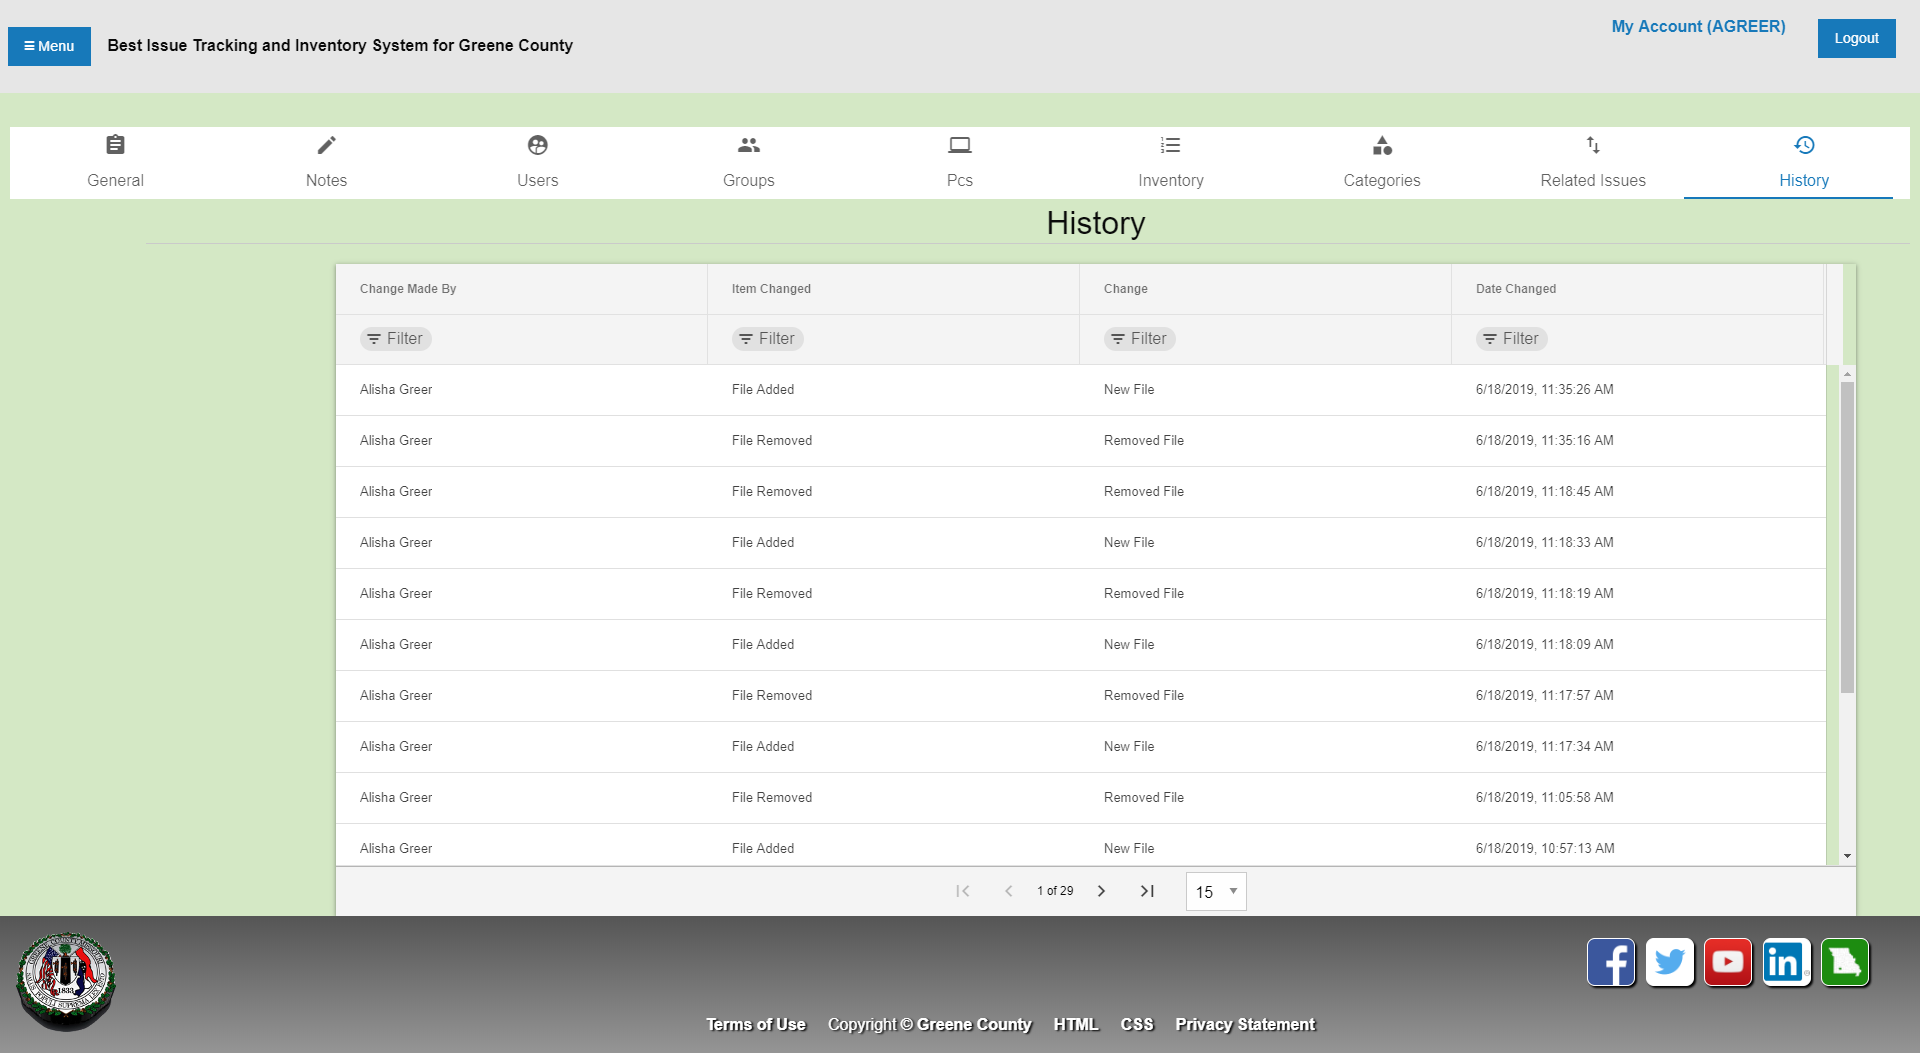 Menu
Best Issue Tracking and Inventory System for Greene County
My Account (AGREER)
Logout
General
Notes
Users
Groups
Pcs
Inventory
Categories
Related Issues
History
History
Change Made By Item Changed Change Date Changed
Filter Filter Filter Filter
Alisha Greer File Added New File 6/18/2019, 11:35:26 AM
Alisha Greer File Removed Removed File 6/18/2019, 11:35:16 AM
Alisha Greer File Removed Removed File 6/18/2019, 11:18:45 AM
Alisha Greer File Added New File 6/18/2019, 11:18:33 AM
Alisha Greer File Removed Removed File 6/18/2019, 11:18:19 AM
Alisha Greer File Added New File 6/18/2019, 11:18:09 AM
Alisha Greer File Removed Removed File 6/18/2019, 11:17:57 AM
Alisha Greer File Added New File 6/18/2019, 11:17:34 AM
Alisha Greer File Removed Removed File 6/18/2019, 11:05:58 AM
Alisha Greer File Added New File 6/18/2019, 10:57:13 AM
1 of 29
15
1833
Terms of Use Copyright © Greene County HTML CSS Privacy Statement